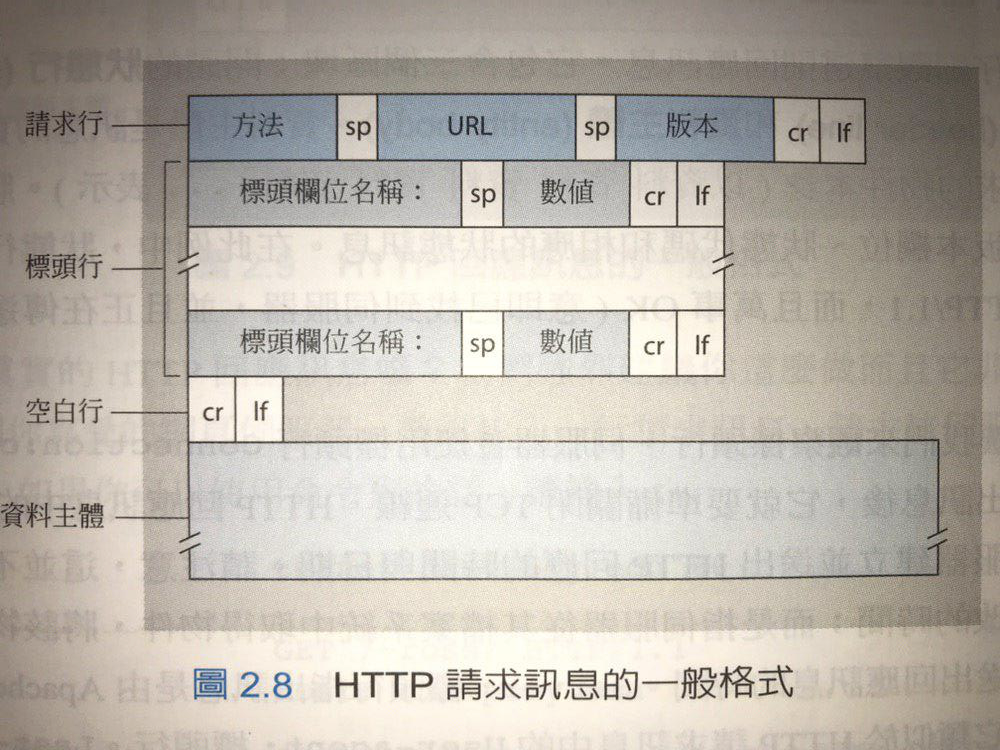 請求行 方法 sp URL sp 版本 cr lf
標頭欄位名稱： sp 數值 cr lf
標頭行
標頭欄位名稱： sp 數值 cr lf
空白行 cr lf
資料主體
圖 2.8 HTTP 請求訊息的一般格式